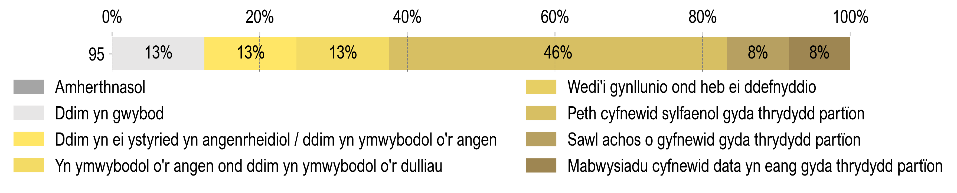 0% 20% 40% 60% 80% 100%
95 13% 13% 13% 46% 8% 8%
Amherthnasol
Ddim yn gwybod
Ddim yn ei ystyried yn angenrheidiol / ddim yn ymwybodol o'r angen
Yn ymwybodol o'r angen ond ddim yn ymwybodol o'r dulliau
Wedi'i gynllunio ond heb ei ddefnyddio
Peth cyfnewid sylfaenol gyda thrydydd partïon
Sawl achos o gyfnewid gyda thrydydd partïon
Mabwysiadu cyfnewid data yn eang gyda thrydydd partïon